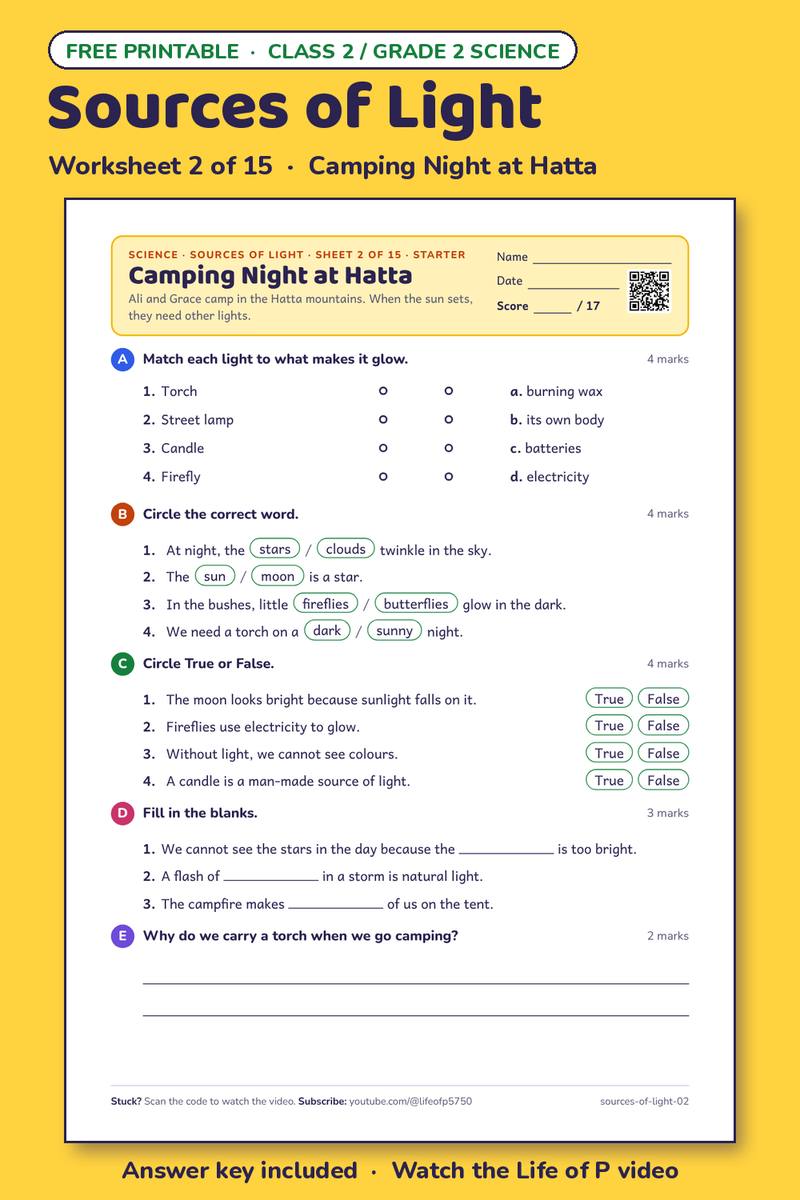 FREE PRINTABLE · CLASS 2 / GRADE 2 SCIENCE
Sources of Light
Worksheet 2 of 15 · Camping Night at Hatta
SCIENCE · SOURCES OF LIGHT · SHEET 2 OF 15 · STARTER
Camping Night at Hatta
Ali and Grace camp in the Hatta mountains. When the sun sets,
they need other lights.
Name
Date
Score / 17
A Match each light to what makes it glow. 4 marks
1. Torch a. burning wax
2. Street lamp b. its own body
3. Candle c. batteries
4. Firefly d. electricity
B Circle the correct word. 4 marks
1. At night, the stars / clouds twinkle in the sky.
2. The sun / moon is a star.
3. In the bushes, little fireflies / butterflies glow in the dark.
4. We need a torch on a dark / sunny night.
C Circle True or False. 4 marks
1. The moon looks bright because sunlight falls on it. True False
2. Fireflies use electricity to glow. True False
3. Without light, we cannot see colours. True False
4. A candle is a man-made source of light. True False
D Fill in the blanks. 3 marks
1. We cannot see the stars in the day because the ____________ is too bright.
2. A flash of ____________ in a storm is natural light.
3. The campfire makes ____________ of us on the tent.
E Why do we carry a torch when we go camping? 2 marks
Stuck? Scan the code to watch the video. Subscribe: youtube.com/@lifeofp5750 sources-of-light-02
Answer key included · Watch the Life of P video